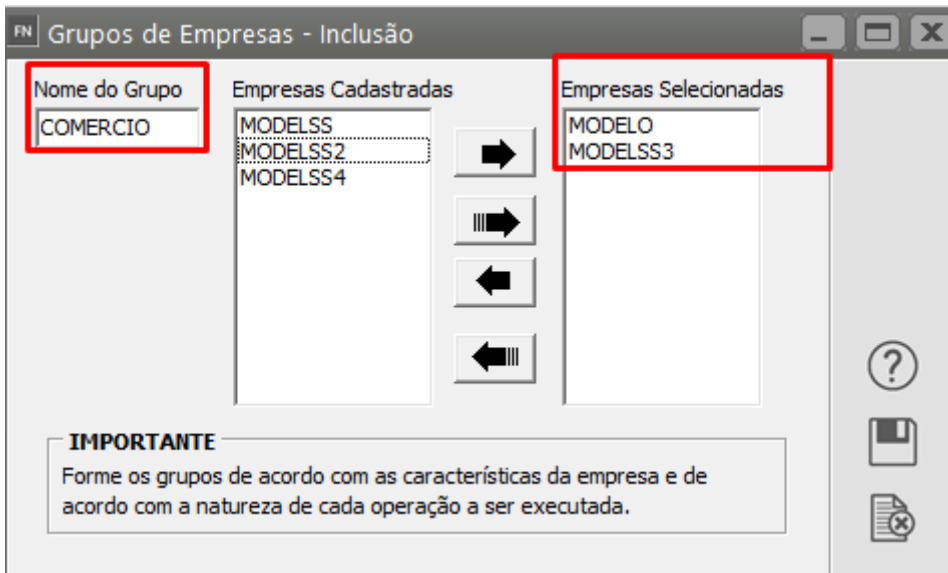 FN Grupos de Empresas - Inclusão
Nome do Grupo
COMERCIO
Empresas Cadastradas
MODELSS
MODELSS2
MODELSS4
Empresas Selecionadas
MODELO
MODELSS3
IMPORTANTE
Forme os grupos de acordo com as características da empresa e de
acordo com a natureza de cada operação a ser executada.